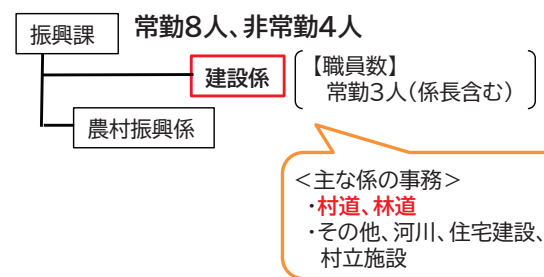 振興課
常勤8人、非常勤4人
建設係
【職員数】
常勤3人(係長含む)
農村振興係
＜主な係の事務＞
・村道、林道
・その他、河川、住宅建設、
村立施設